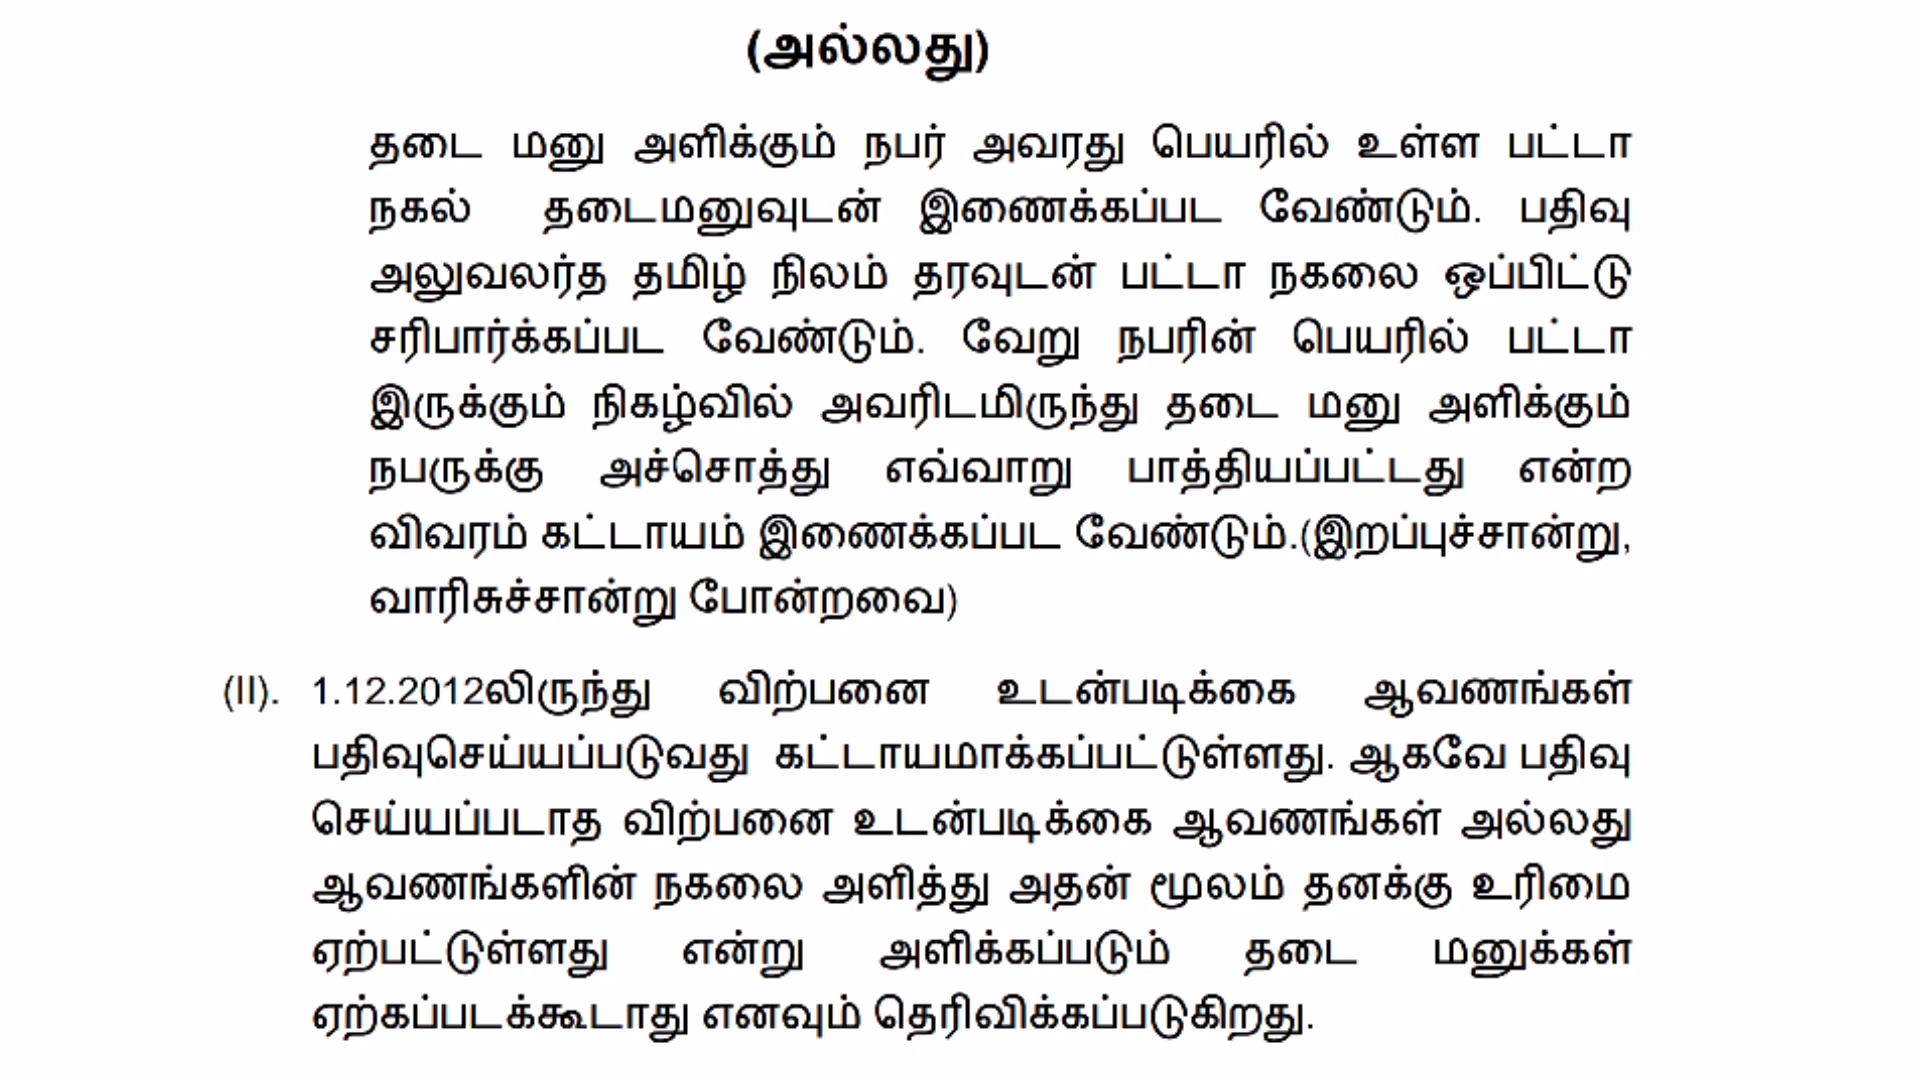 (அல்லது)
தடை மனு அளிக்கும் நபர் அவரது பெயரில் உள்ள பட்டா
நகல் தடைமனுவுடன் இணைக்கப்பட வேண்டும். பதிவு
அலுவலர்த தமிழ் நிலம் தரவுடன் பட்டா நகலை ஒப்பிட்டு
சரிபார்க்கப்பட வேண்டும். வேறு நபரின் பெயரில் பட்டா
இருக்கும் நிகழ்வில் அவரிடமிருந்து தடை மனு அளிக்கும்
நபருக்கு அச்சொத்து எவ்வாறு பாத்தியப்பட்டது என்ற
விவரம் கட்டாயம் இணைக்கப்பட வேண்டும்.(இறப்புச்சான்று,
வாரிசுச்சான்று போன்றவை)
(II). 1.12.2012லிருந்து விற்பனை உடன்படிக்கை ஆவணங்கள்
பதிவுசெய்யப்படுவது கட்டாயமாக்கப்பட்டுள்ளது. ஆகவே பதிவு
செய்யப்படாத விற்பனை உடன்படிக்கை ஆவணங்கள் அல்லது
ஆவணங்களின் நகலை அளித்து அதன் மூலம் தனக்கு உரிமை
ஏற்பட்டுள்ளது என்று அளிக்கப்படும் தடை மனுக்கள்
ஏற்கப்படக்கூடாது எனவும் தெரிவிக்கப்படுகிறது.